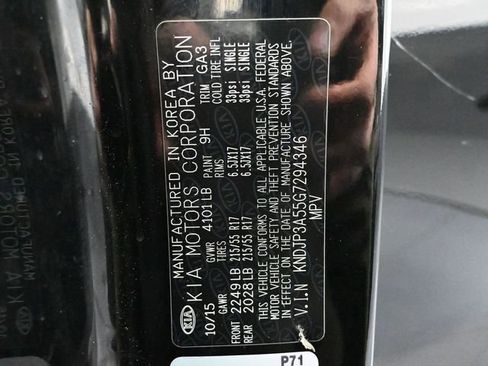 MANUFACTURED IN KOREA BY
KIA KIA MOTORS CORPORATION
10/15 GVWR 4101LB PAINT 9H TRIM GA3
GAWR RIMS COLD TIRE INFL
FRONT 2249LB 215/55 R17 6.5JX17 33psi SINGLE
REAR 2028LB 215/55 R17 6.5JX17 33psi SINGLE
THIS VEHICLE CONFORMS TO ALL APPLICABLE U.S.A. FEDERAL
MOTOR VEHICLE SAFETY AND THEFT PREVENTION STANDARDS
IN EFFECT ON THE DATE OF MANUFACTURE SHOWN ABOVE.
V.I.N KNDJP3A55G7294346
MPV
P71